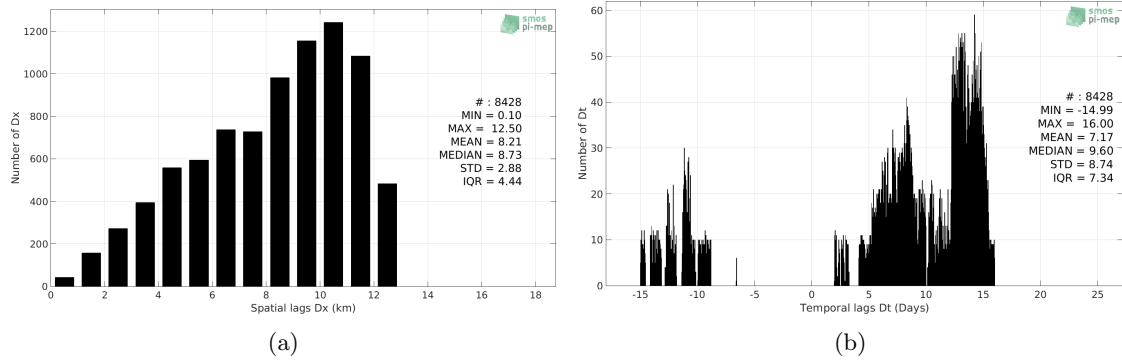 1200
1000
800
600
400
200
0
Number of Dx
smos
pi-mep
# : 8428
MIN = 0.10
MAX = 12.50
MEAN = 8.21
MEDIAN = 8.73
STD = 2.88
IQR = 4.44
0 2 4 6 8 10 12 14 16 18
Spatial lags Dx (km)
(a)
60
50
40
30
20
10
0
Number of Dt
smos
pi-mep
# : 8428
MIN = -14.99
MAX = 16.00
MEAN = 7.17
MEDIAN = 9.60
STD = 8.74
IQR = 7.34
-15 -10 -5 0 5 10 15 20 25
Temporal lags Dt (Days)
(b)